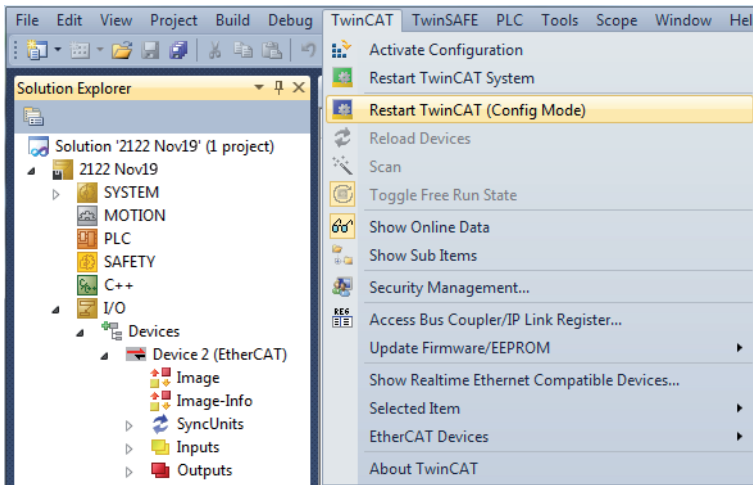 File Edit View Project Build Debug TwinCAT TwinSAFE PLC Tools Scope Window Hel
Solution Explorer
Solution '2122 Nov19' (1 project)
2122 Nov19
SYSTEM
MOTION
PLC
SAFETY
C++
I/O
Devices
Device 2 (EtherCAT)
Image
Image-Info
SyncUnits
Inputs
Outputs
Activate Configuration
Restart TwinCAT System
Restart TwinCAT (Config Mode)
Reload Devices
Scan
Toggle Free Run State
Show Online Data
Show Sub Items
Security Management...
REG
Access Bus Coupler/IP Link Register...
Update Firmware/EEPROM
Show Realtime Ethernet Compatible Devices...
Selected Item
EtherCAT Devices
About TwinCAT